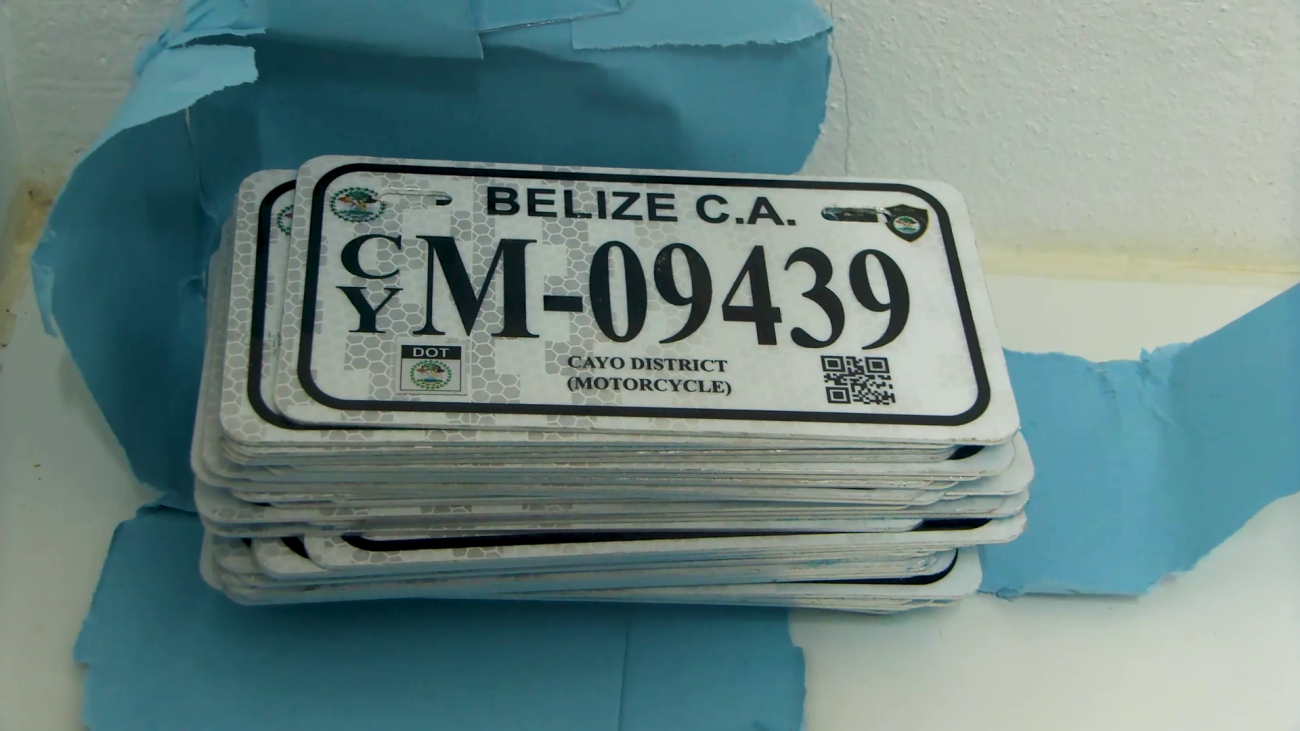 BELIZE C.A.
CY M-09439
DOT
CAYO DISTRICT
(MOTORCYCLE)